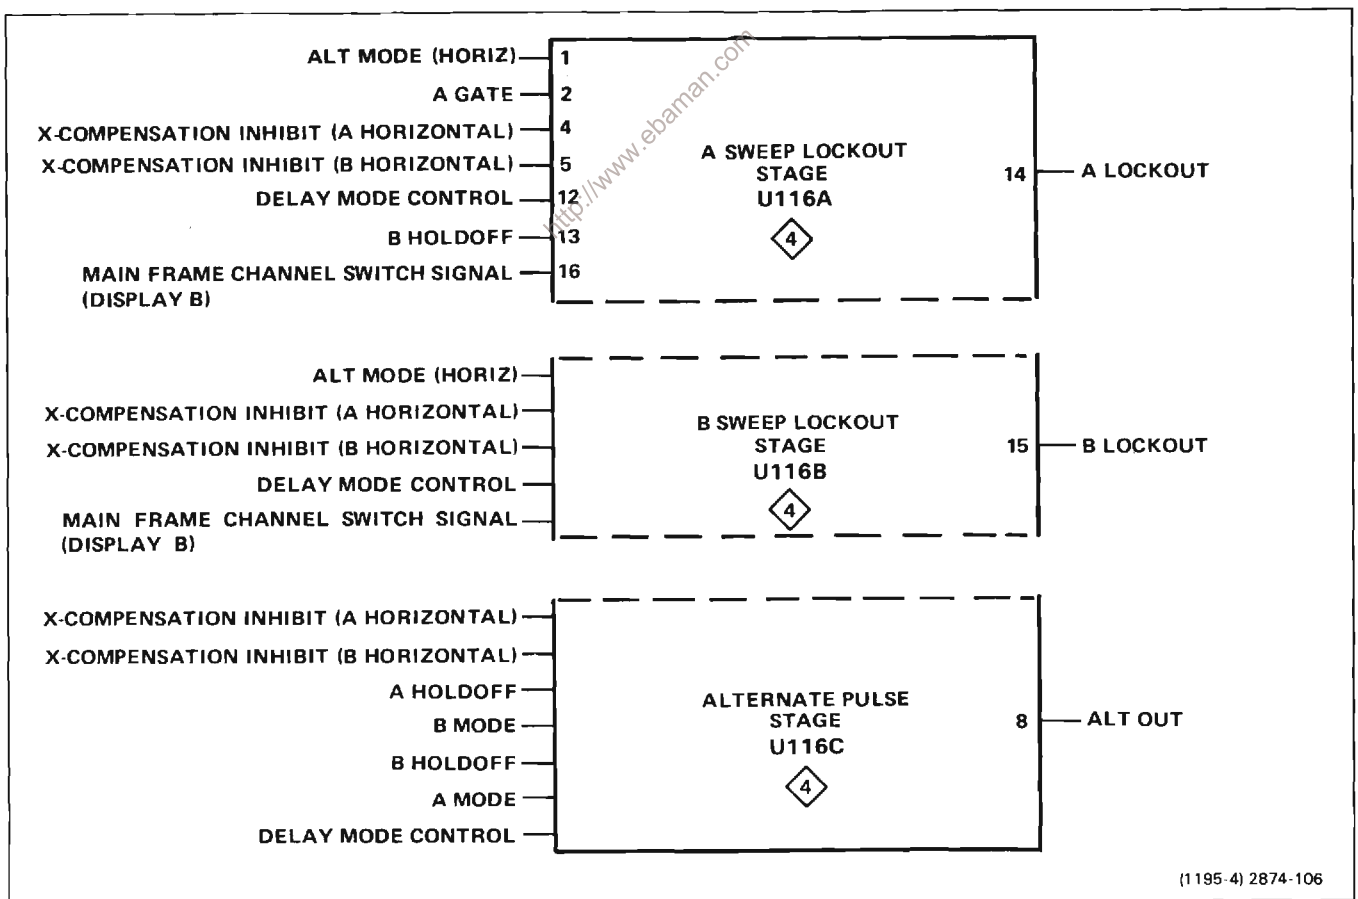 ALT MODE (HORIZ) 1
A GATE 2
X-COMPENSATION INHIBIT (A HORIZONTAL) 4
X-COMPENSATION INHIBIT (B HORIZONTAL) 5
DELAY MODE CONTROL 12
B HOLDOFF 13
MAIN FRAME CHANNEL SWITCH SIGNAL 16
(DISPLAY B)
A SWEEP LOCKOUT
STAGE
U116A
4
14 A LOCKOUT
http://www.ebaman.com
ALT MODE (HORIZ)
X-COMPENSATION INHIBIT (A HORIZONTAL)
X-COMPENSATION INHIBIT (B HORIZONTAL)
DELAY MODE CONTROL
MAIN FRAME CHANNEL SWITCH SIGNAL
(DISPLAY B)
B SWEEP LOCKOUT
STAGE
U116B
4
15 B LOCKOUT
X-COMPENSATION INHIBIT (A HORIZONTAL)
X-COMPENSATION INHIBIT (B HORIZONTAL)
A HOLDOFF
B MODE
B HOLDOFF
A MODE
DELAY MODE CONTROL
ALTERNATE PULSE
STAGE
U116C
4
8 ALT OUT
(1195-4) 2874-106